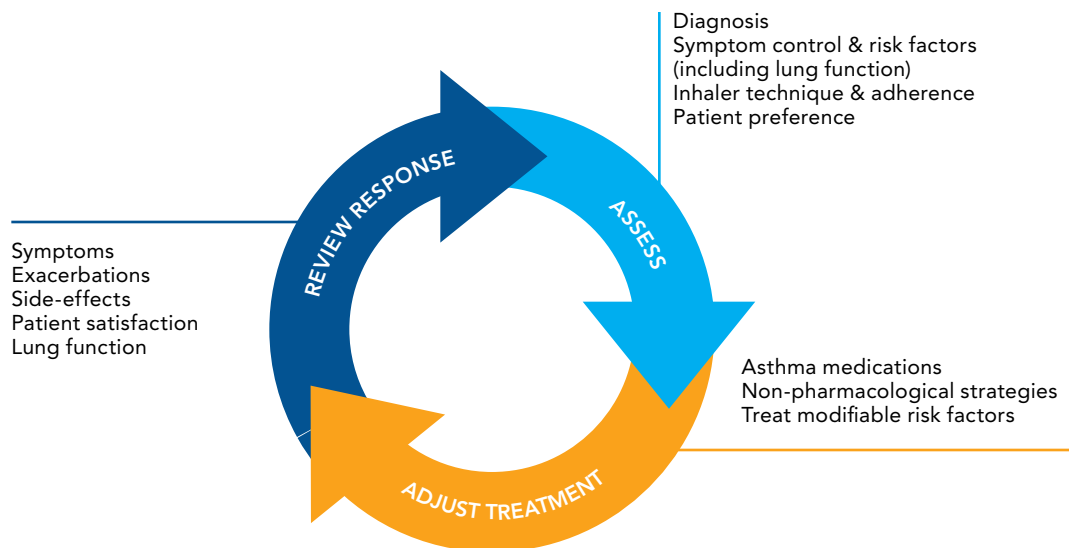 Diagnosis
Symptom control & risk factors
(including lung function)
Inhaler technique & adherence
Patient preference
REVIEW RESPONSE
ASSESS
Symptoms
Exacerbations
Side-effects
Patient satisfaction
Lung function
Asthma medications
Non-pharmacological strategies
Treat modifiable risk factors
ADJUST TREATMENT